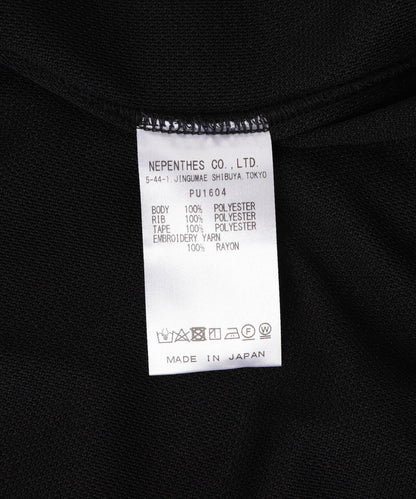 NEPENTHES CO., LTD.
5-44-1, JINGUMAE SHIBUYA, TOKYO
PU1604
BODY 100% POLYESTER
RIB 100% POLYESTER
TAPE 100% POLYESTER
EMBROIDERY YARN
100% RAYON
MADE IN JAPAN